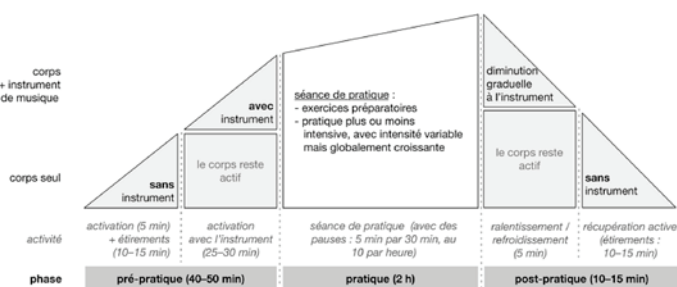 corps
+ instrument
de musique
corps seul
sans
instrument
avec
instrument
le corps reste
actif
séance de pratique :
- exercices préparatoires
- pratique plus ou moins
intensive, avec intensité variable
mais globalement croissante
diminution
graduelle
à l'instrument
le corps reste
actif
sans
instrument
activité
activation (5 min)
+ étirements
(10–15 min)
activation
avec l'instrument
(25–30 min)
séance de pratique (avec des
pauses : 5 min par 30 min, au
10 par heure)
ralentissement /
refroidissement
(5 min)
récupération active
(étirements :
10–15 min)
phase
pré-pratique (40–50 min)
pratique (2 h)
post-pratique (10–15 min)